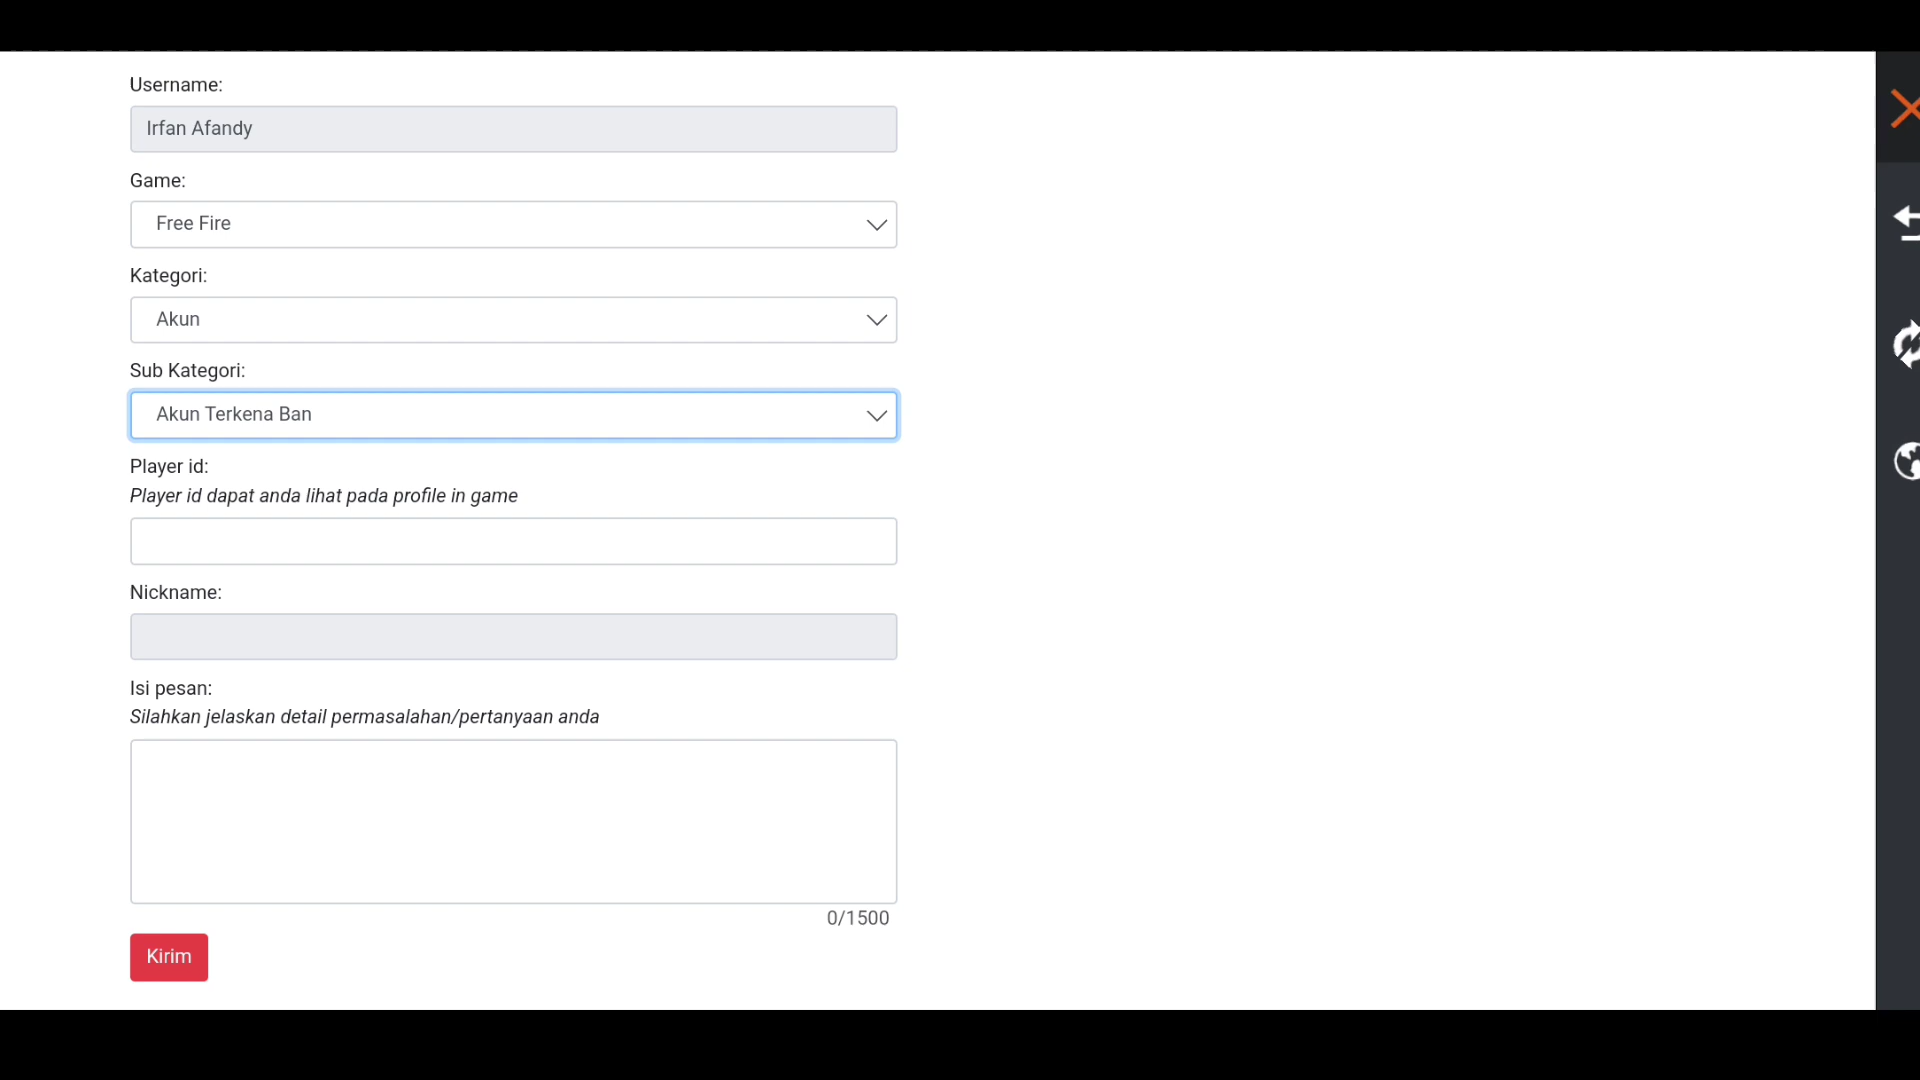 Username:
Irfan Afandy
Game:
Free Fire
Kategori:
Akun
Sub Kategori:
Akun Terkena Ban
Player id:
Player id dapat anda lihat pada profile in game
Nickname:
Isi pesan:
Silahkan jelaskan detail permasalahan/pertanyaan anda
0/1500
Kirim